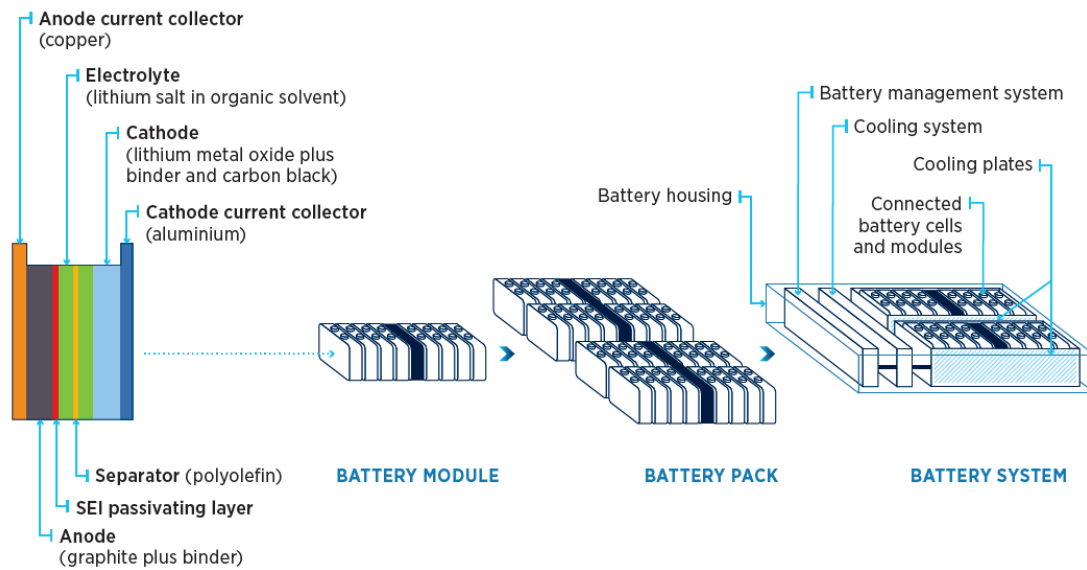 Anode current collector
(copper)
Electrolyte
(lithium salt in organic solvent)
Cathode
(lithium metal oxide plus
binder and carbon black)
Cathode current collector
(aluminium)
Separator (polyolefin)
SEI passivating layer
Anode
(graphite plus binder)
BATTERY MODULE
BATTERY PACK
Battery housing
Battery management system
Cooling system
Cooling plates
Connected
battery cells
and modules
BATTERY SYSTEM